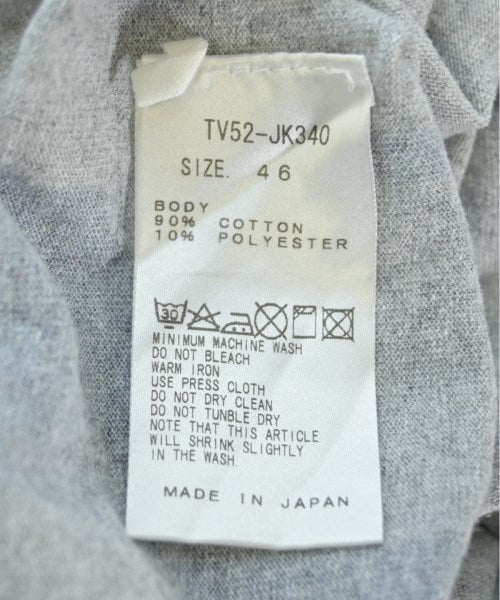 TV52-JK340
SIZE. 46
BODY
90% COTTON
10% POLYESTER
30
MINIMUM MACHINE WASH
DO NOT BLEACH
WARM IRON
USE PRESS CLOTH
DO NOT DRY CLEAN
DO NOT TUNBLE DRY
NOTE THAT THIS ARTICLE
WILL SHRINK SLIGHTLY
IN THE WASH.
MADE IN JAPAN